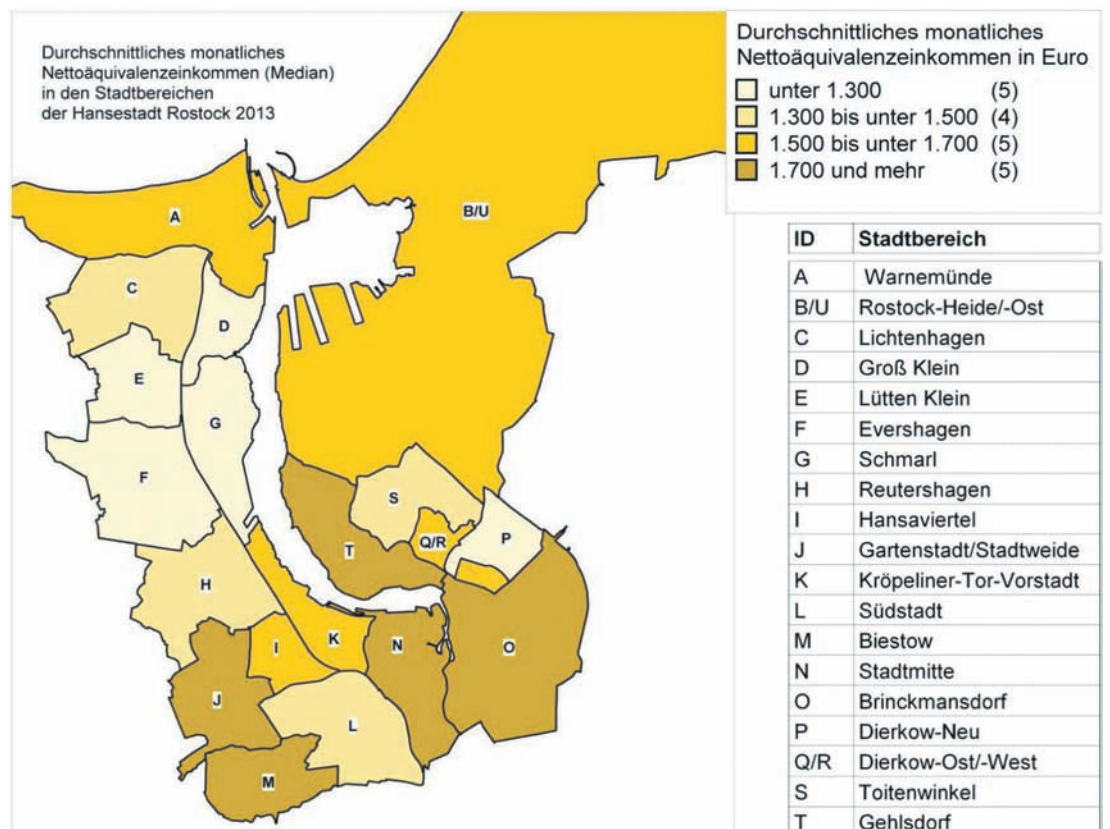 Durchschnittliches monatliches
Nettoäquivalenzeinkommen (Median)
in den Stadtbereichen
der Hansestadt Rostock 2013
Durchschnittliches monatliches
Nettoäquivalenzeinkommen in Euro
unter 1.300 (5)
1.300 bis unter 1.500 (4)
1.500 bis unter 1.700 (5)
1.700 und mehr (5)
A
B/U
C
D
E
G
F
S
Q/R
P
T
H
K
I
N
O
J
L
M
ID Stadtbereich
A Warnemünde
B/U Rostock-Heide/-Ost
C Lichtenhagen
D Groß Klein
E Lütten Klein
F Evershagen
G Schmarl
H Reutershagen
I Hansaviertel
J Gartenstadt/Stadtweide
K Kröpeliner-Tor-Vorstadt
L Südstadt
M Biestow
N Stadtmitte
O Brinckmansdorf
P Dierkow-Neu
Q/R Dierkow-Ost/-West
S Toitenwinkel
T Gehlsdorf